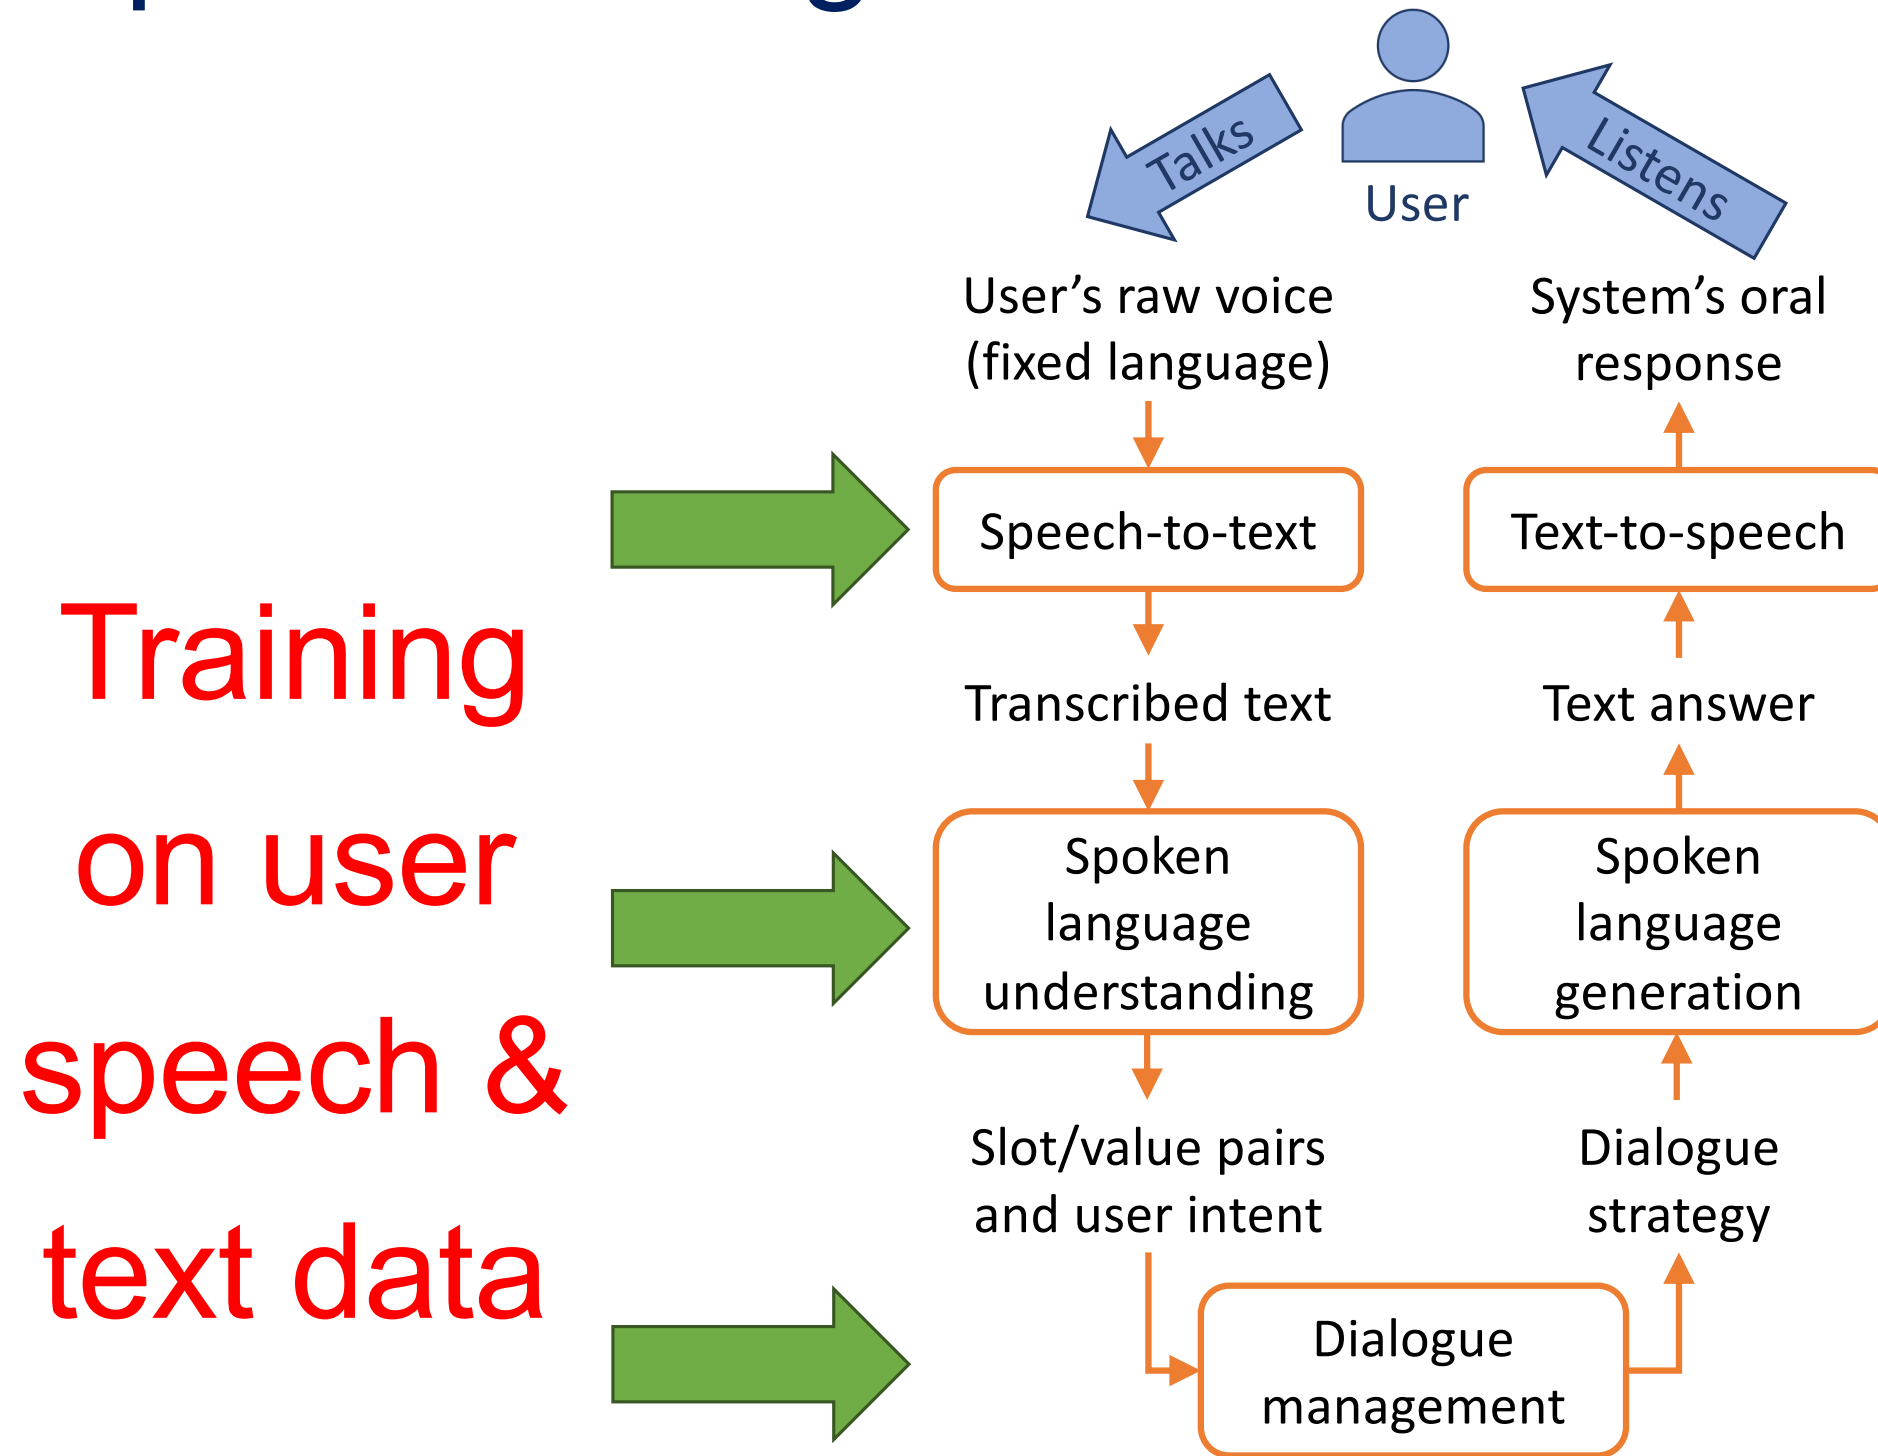 Talks
Listens
User
User's raw voice
(fixed language)
System's oral
response
Speech-to-text
Text-to-speech
Transcribed text
Text answer
Spoken
language
understanding
Spoken
language
generation
Slot/value pairs
and user intent
Dialogue
strategy
Dialogue
management
Training
on user
speech &
text data